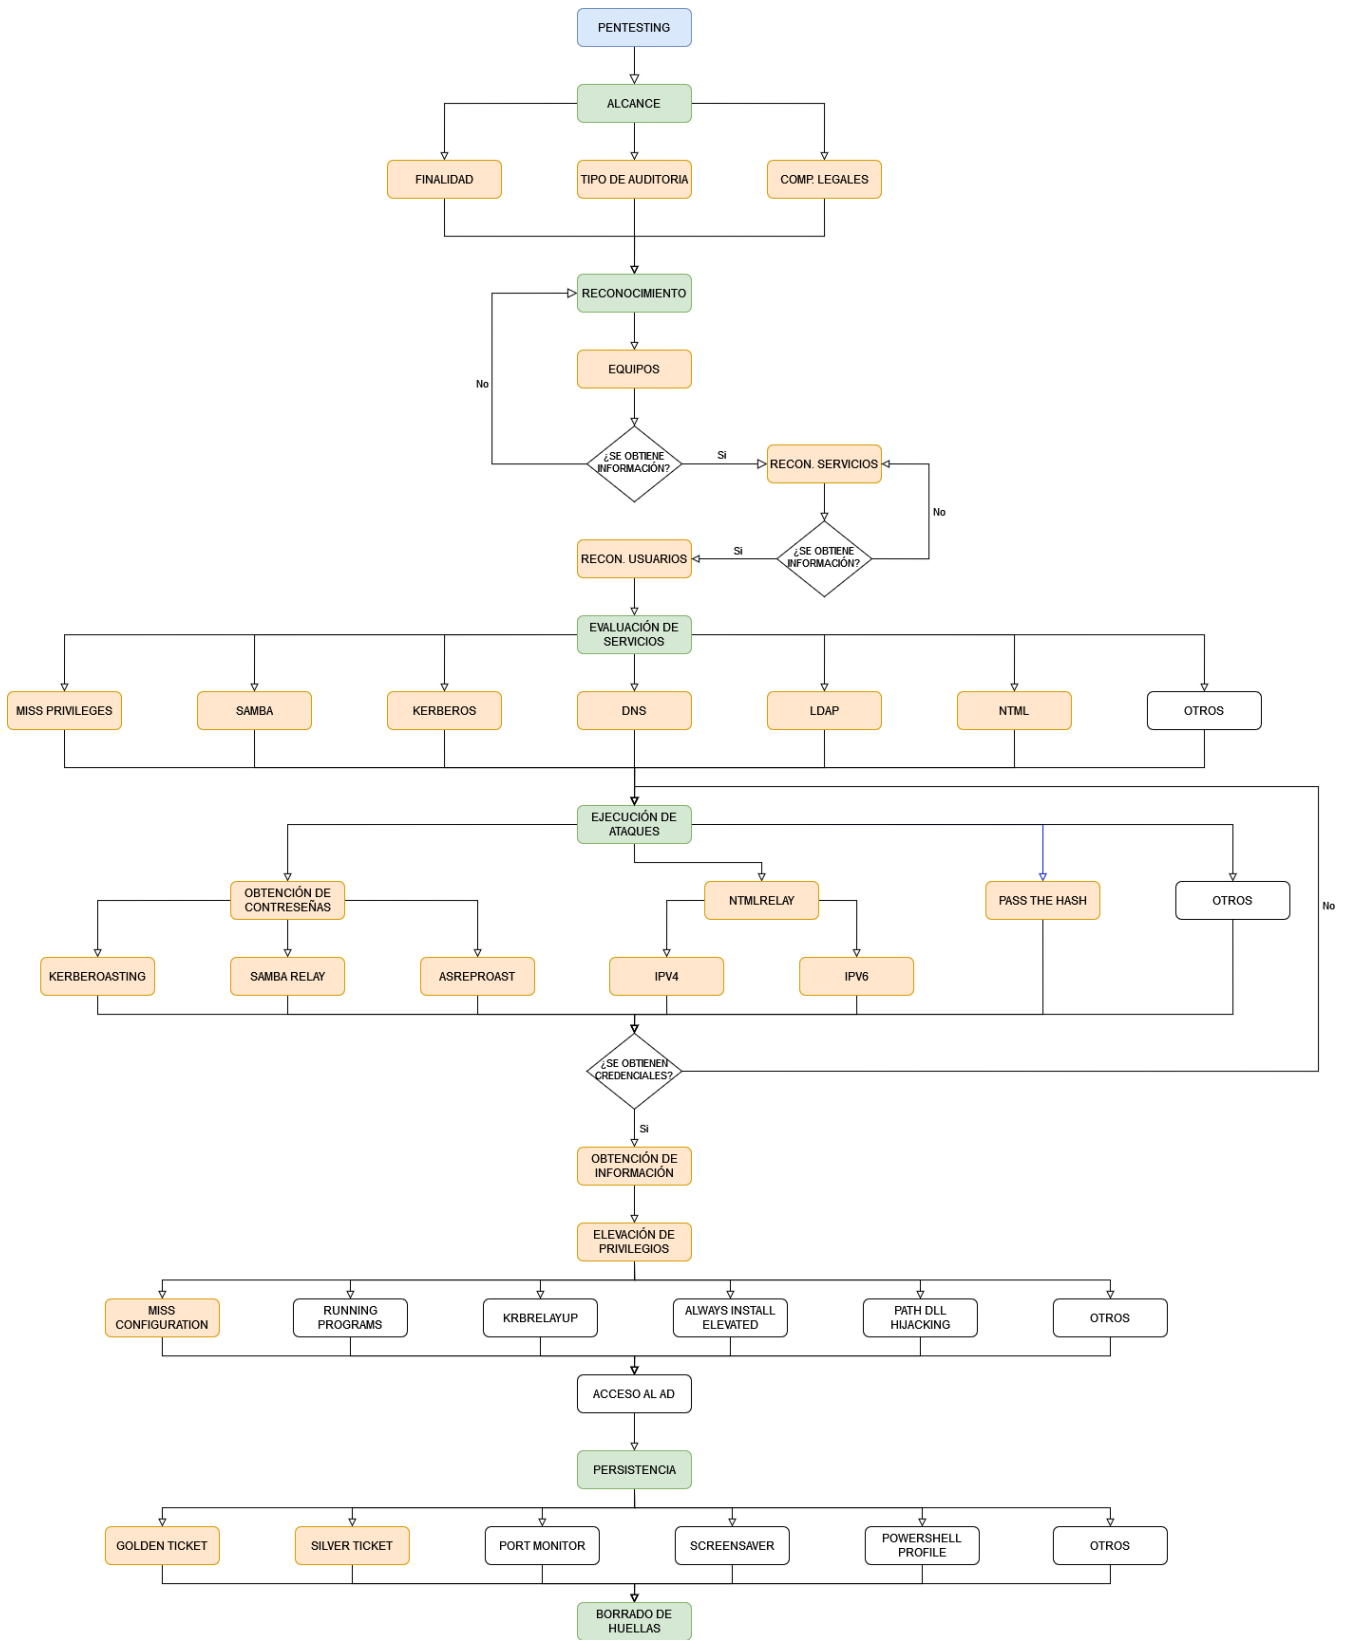 PENTESTING
ALCANCE
FINALIDAD
TIPO DE AUDITORIA
COMP. LEGALES
RECONOCIMIENTO
EQUIPOS
No
¿SE OBTIENE
INFORMACIÓN?
Si
RECON. SERVICIOS
No
RECON. USUARIOS
Si
¿SE OBTIENE
INFORMACIÓN?
EVALUACIÓN DE
SERVICIOS
MISS PRIVILEGES
SAMBA
KERBEROS
DNS
LDAP
NTML
OTROS
EJECUCIÓN DE
ATAQUES
OBTENCIÓN DE
CONTRESEÑAS
NTMLRELAY
PASS THE HASH
OTROS
No
KERBEROASTING
SAMBA RELAY
ASREPROAST
IPV4
IPV6
¿SE OBTIENEN
CREDENCIALES?
Si
OBTENCIÓN DE
INFORMACIÓN
ELEVACIÓN DE
PRIVILEGIOS
MISS
CONFIGURATION
RUNNING
PROGRAMS
KRBRELAYUP
ALWAYS INSTALL
ELEVATED
PATH DLL
HIJACKING
OTROS
ACCESO AL AD
PERSISTENCIA
GOLDEN TICKET
SILVER TICKET
PORT MONITOR
SCREENSAVER
POWERSHELL
PROFILE
OTROS
BORRADO DE
HUELLAS